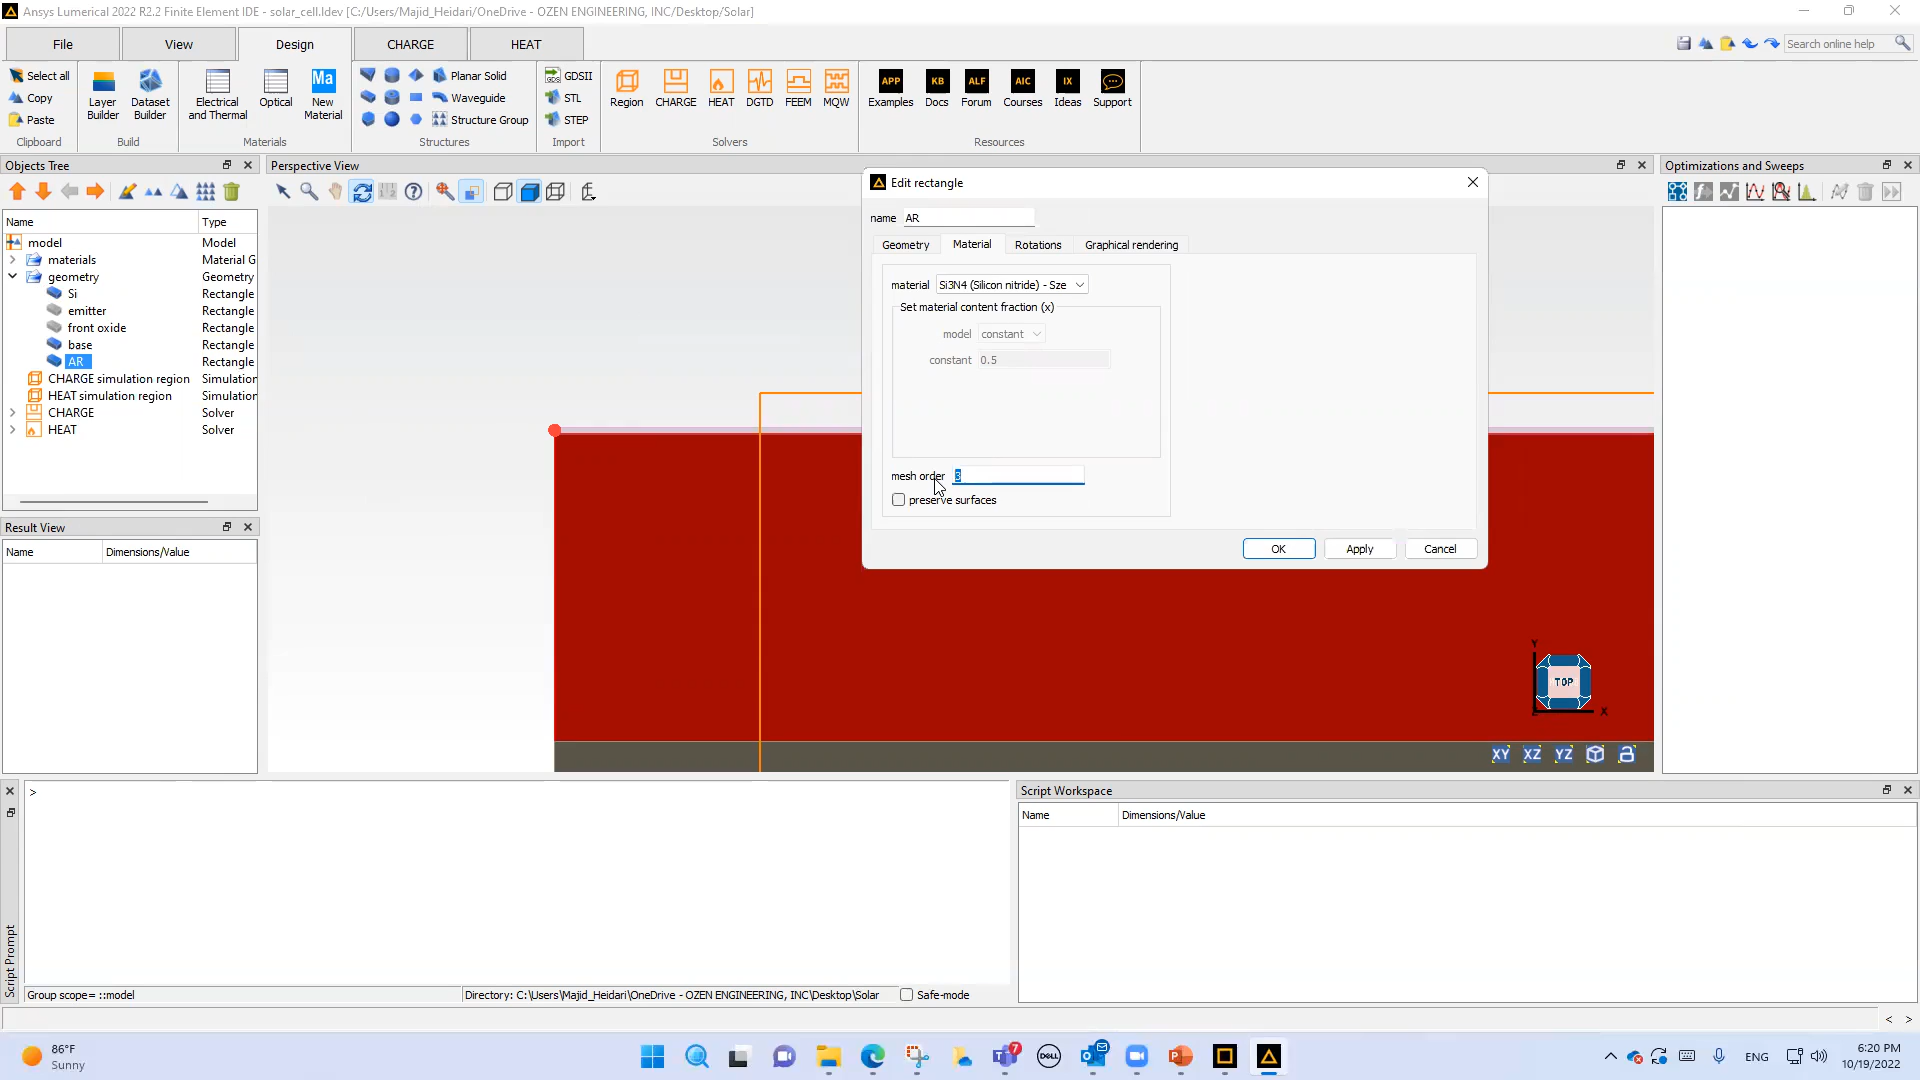 Ansys Lumerical 2022 R2.2 Finite Element IDE - solar_cell.ldev [C:/Users/Majid_Heidari/OneDrive - OZEN ENGINEERING, INC/Desktop/Solar]
File View Design CHARGE HEAT
Search online help
Select all
Copy
Paste
Clipboard
Layer Builder
Dataset Builder
Build
Electrical and Thermal
Optical
Ma
New Material
Materials
Planar Solid
Waveguide
Structure Group
Structures
GDSII
STL
STEP
Import
Region CHARGE HEAT DGTD FEEM MQW
Solvers
APP KB ALF AIC IX
Examples Docs Forum Courses Ideas Support
Resources
Objects Tree
Name Type
model Model
materials Material G
geometry Geometry
Si Rectangle
emitter Rectangle
front oxide Rectangle
base Rectangle
AR Rectangle
CHARGE simulation region Simulation
HEAT simulation region Simulation
CHARGE Solver
HEAT Solver
Result View
Name Dimensions/Value
Perspective View
Edit rectangle
name AR
Geometry Material Rotations Graphical rendering
material Si3N4 (Silicon nitride) - Sze
Set material content fraction (x)
model constant
constant 0.5
mesh order 3
preserve surfaces
OK Apply Cancel
Y
TOP
X
XY XZ YZ
Optimizations and Sweeps
>
Script Prompt
Group scope= ::model
Directory: C:\Users\Majid_Heidari\OneDrive - OZEN ENGINEERING, INC\Desktop\Solar
Safe-mode
Script Workspace
Name Dimensions/Value
< >
86°F
Sunny
7
DELL
ENG
6:20 PM
10/19/2022